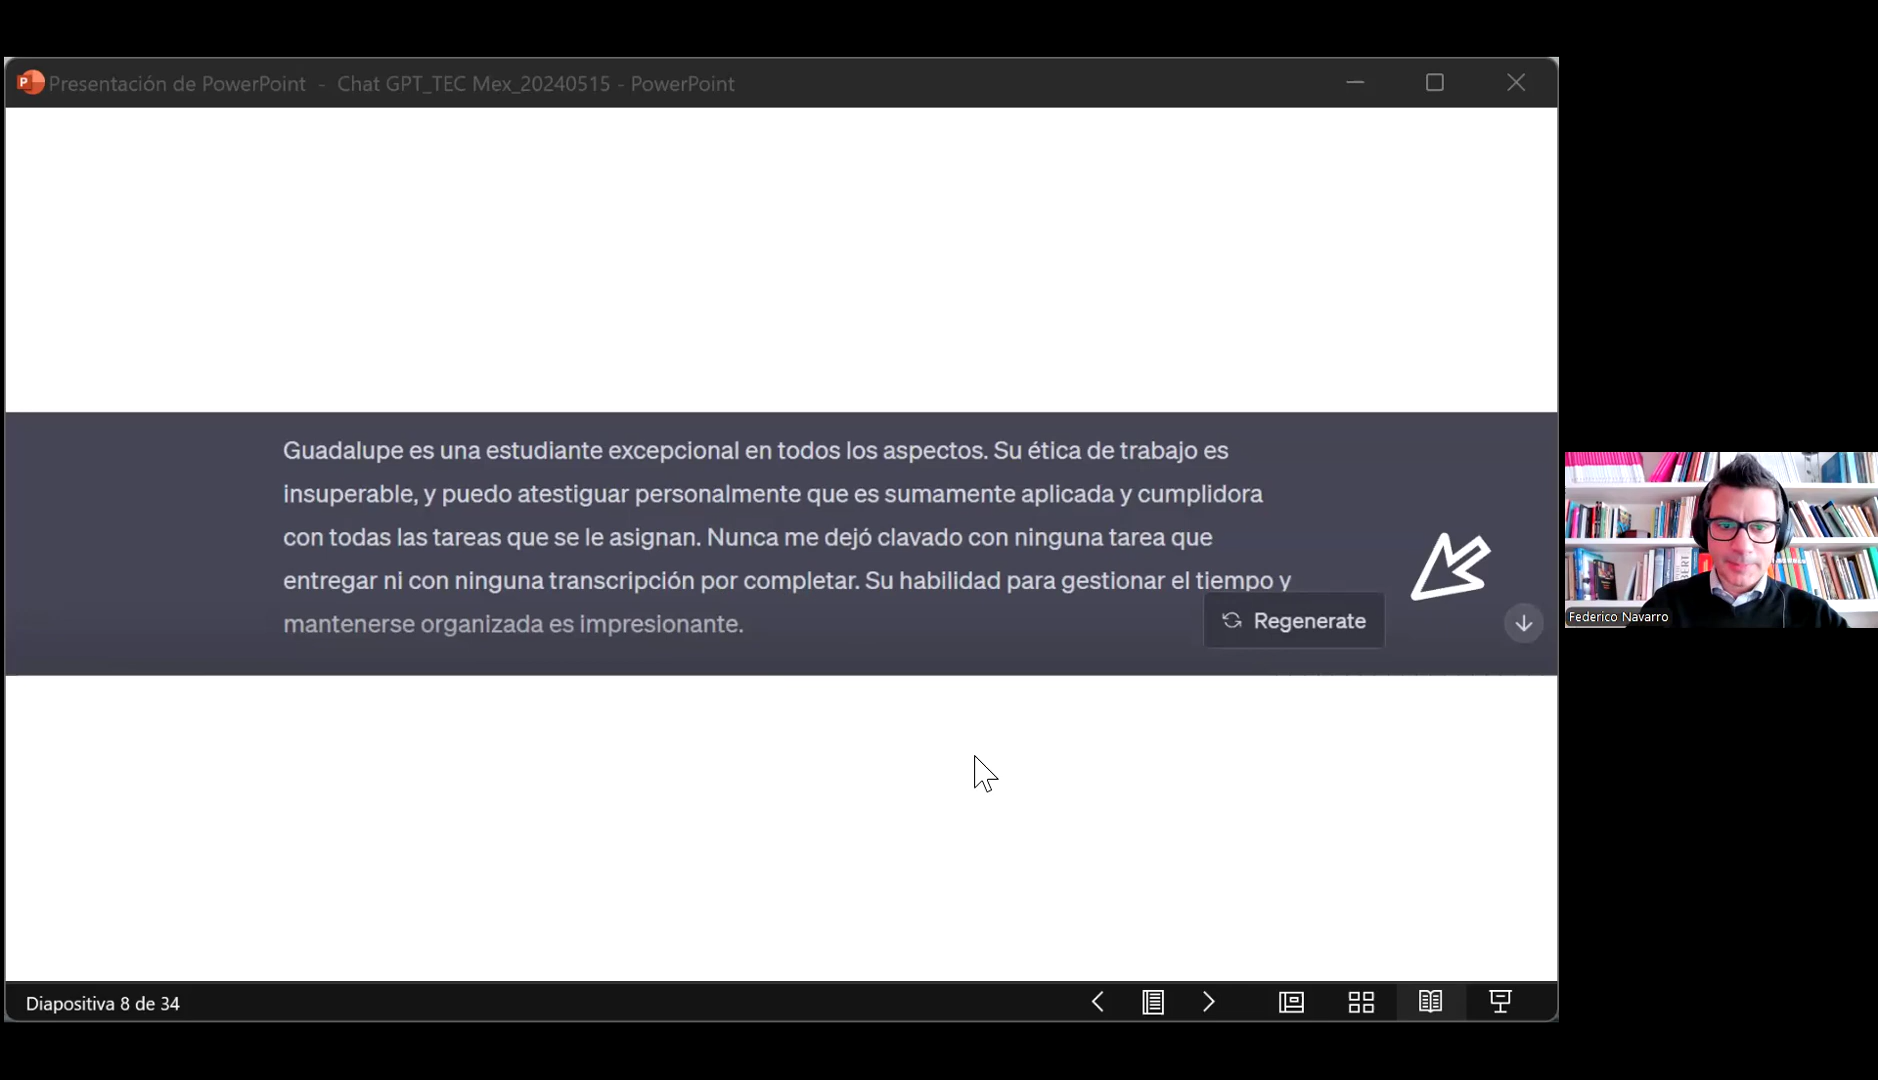 Presentación de PowerPoint - Chat GPT_TEC Mex_20240515 - PowerPoint
Guadalupe es una estudiante excepcional en todos los aspectos. Su ética de trabajo es
insuperable, y puedo atestiguar personalmente que es sumamente aplicada y cumplidora
con todas las tareas que se le asignan. Nunca me dejó clavado con ninguna tarea que
entregar ni con ninguna transcripción por completar. Su habilidad para gestionar el tiempo y
mantenerse organizada es impresionante.
Regenerate
Federico Navarro
Diapositiva 8 de 34